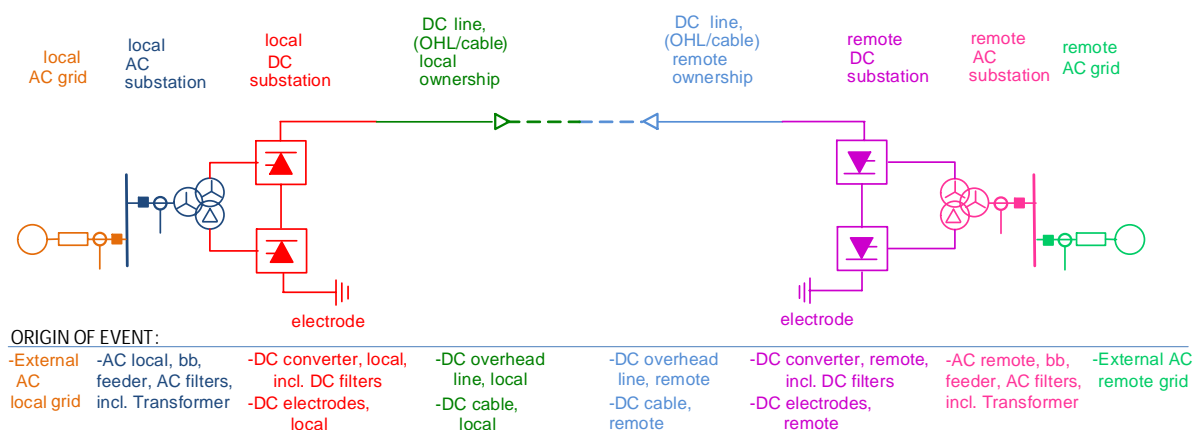 local
AC grid
local
AC
substation
local
DC
substation
DC line,
(OHL/cable)
local
ownership
DC line,
(OHL/cable)
remote
ownership
remote
DC
substation
remote
AC
substation
remote
AC grid
electrode
electrode
ORIGIN OF EVENT:
-External
AC
local grid
-AC local, bb,
feeder, AC filters,
incl. Transformer
-DC converter, local,
incl. DC filters
-DC electrodes,
local
-DC overhead
line, local
-DC cable,
local
-DC overhead
line, remote
-DC cable,
remote
-DC converter, remote,
incl. DC filters
-DC electrodes,
remote
-AC remote, bb,
feeder, AC filters,
incl. Transformer
-External AC
remote grid